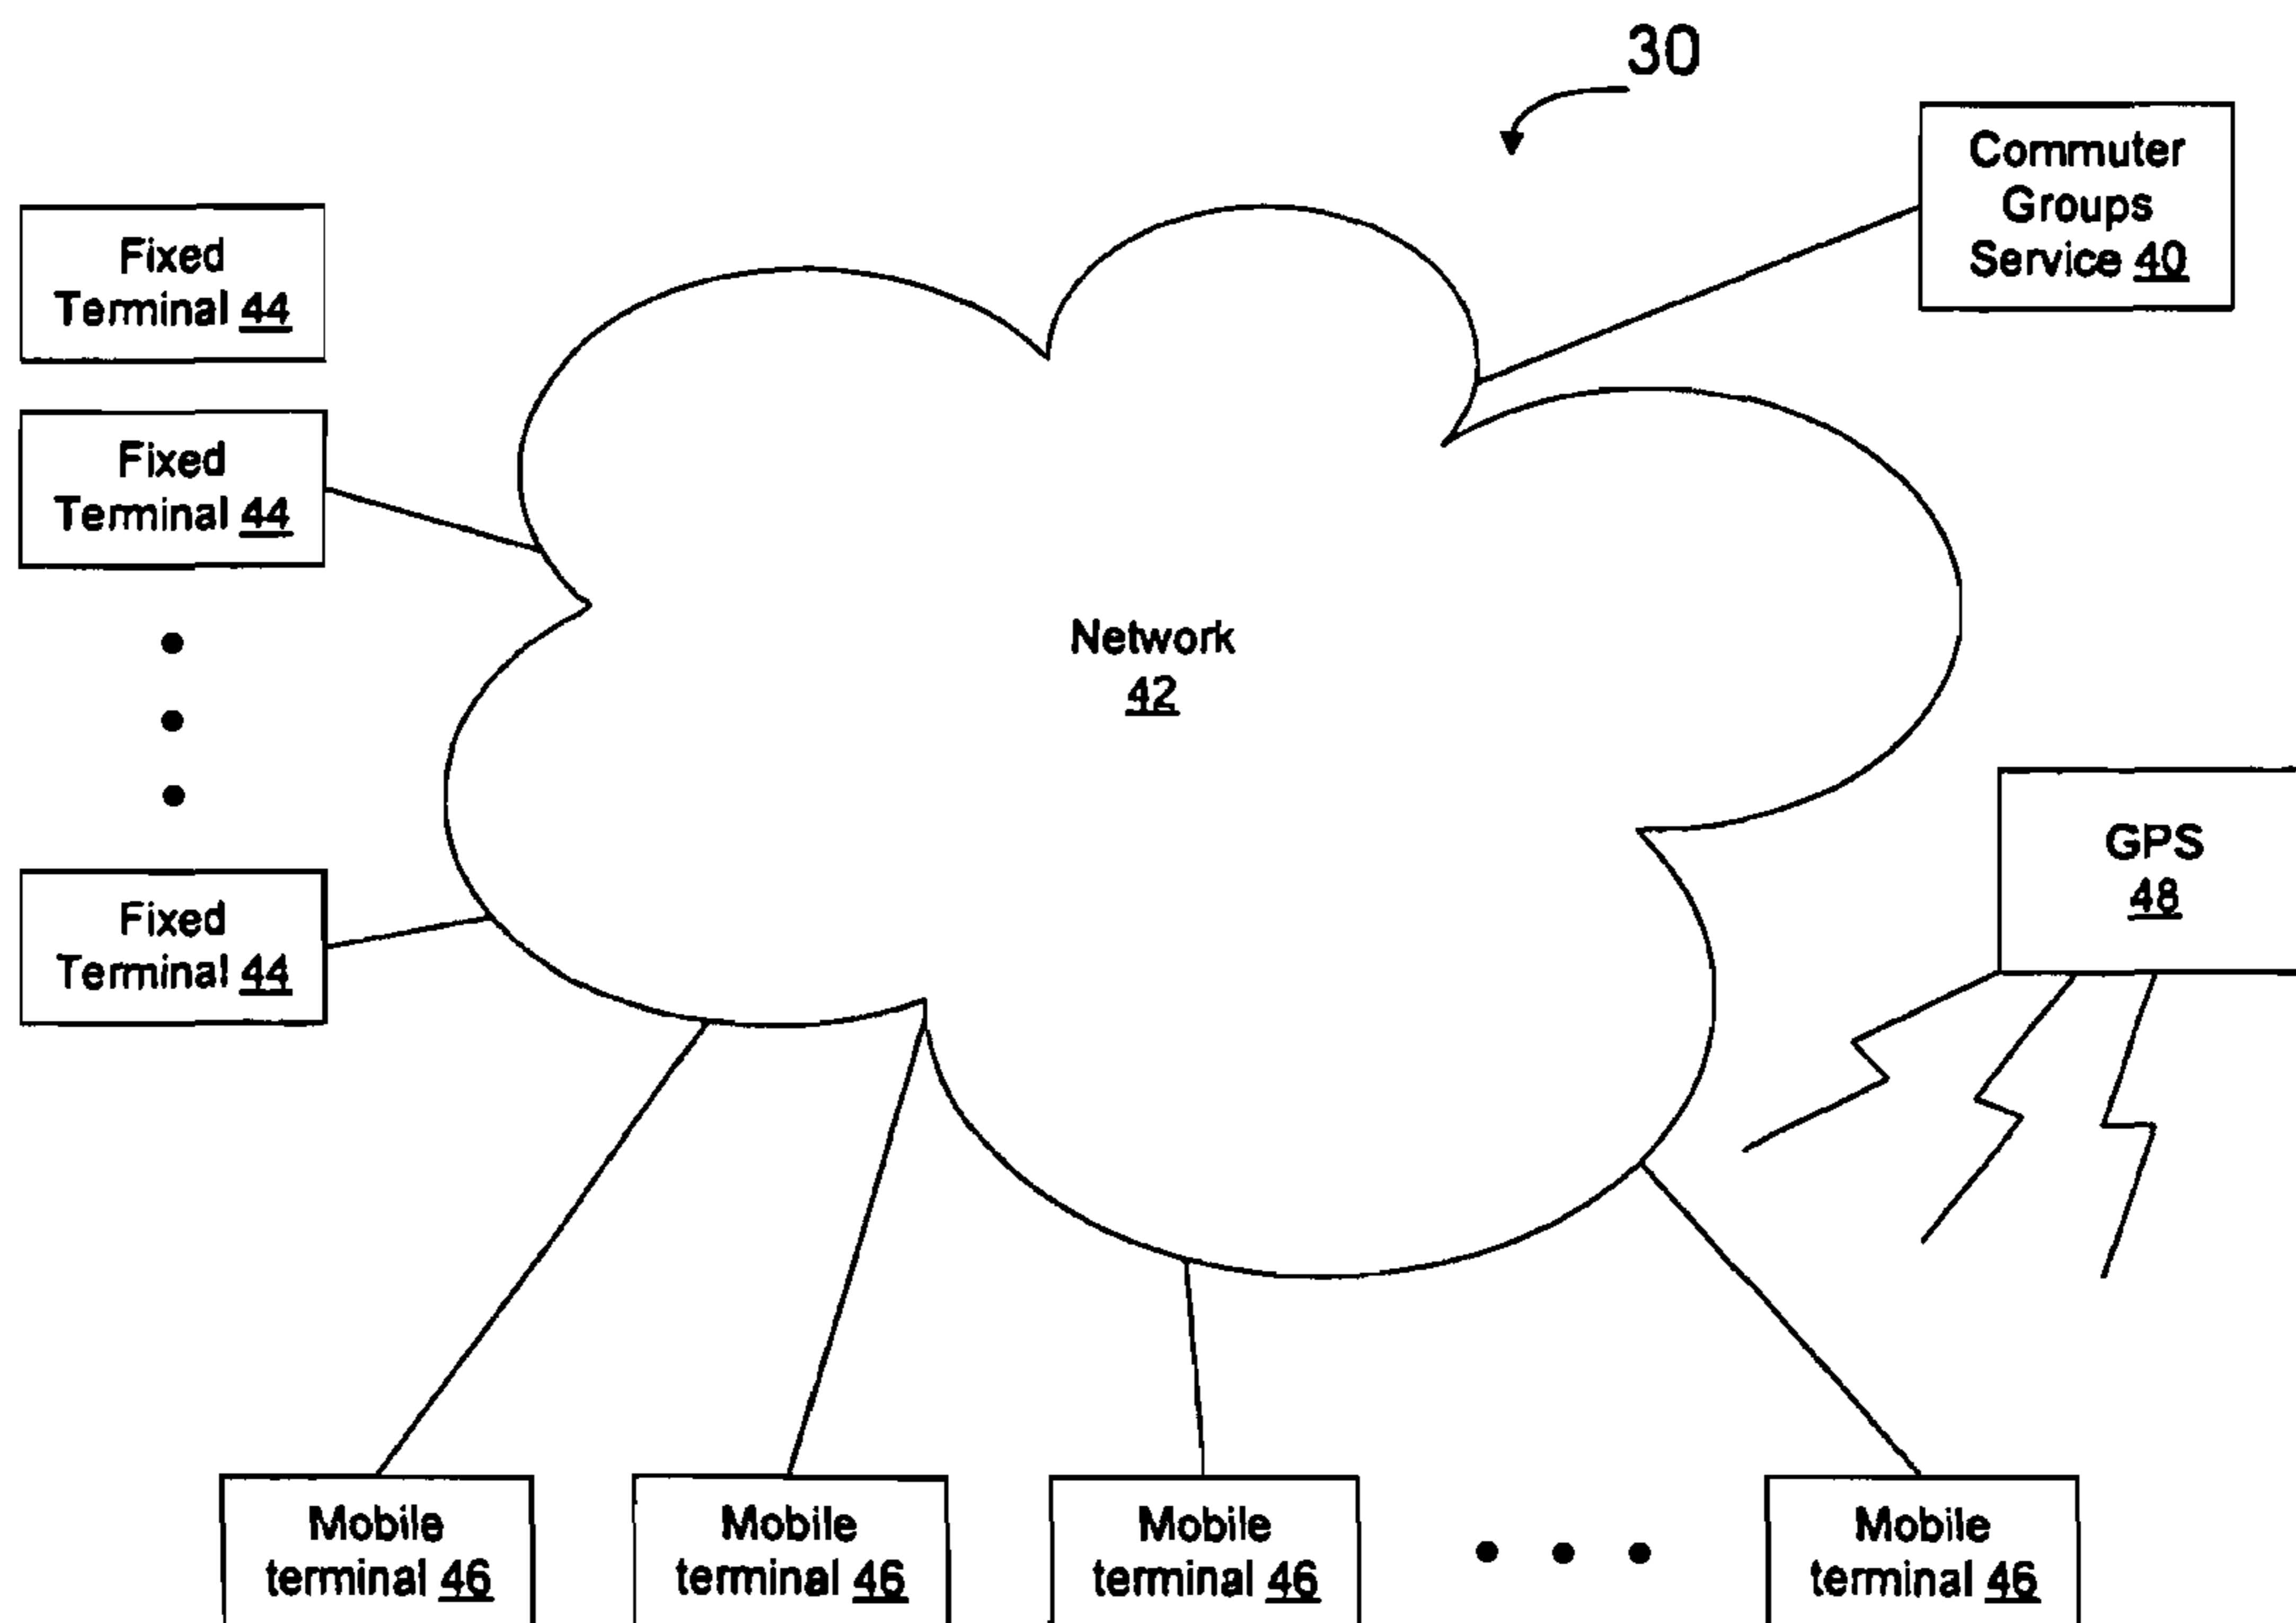 30
Commuter
Groups
Service 40
Fixed
Terminal 44
Fixed
Terminal 44
Network
42
GPS
48
Fixed
Terminal 44
Mobile
terminal 46
Mobile
terminal 46
Mobile
terminal 46
Mobile
terminal 46